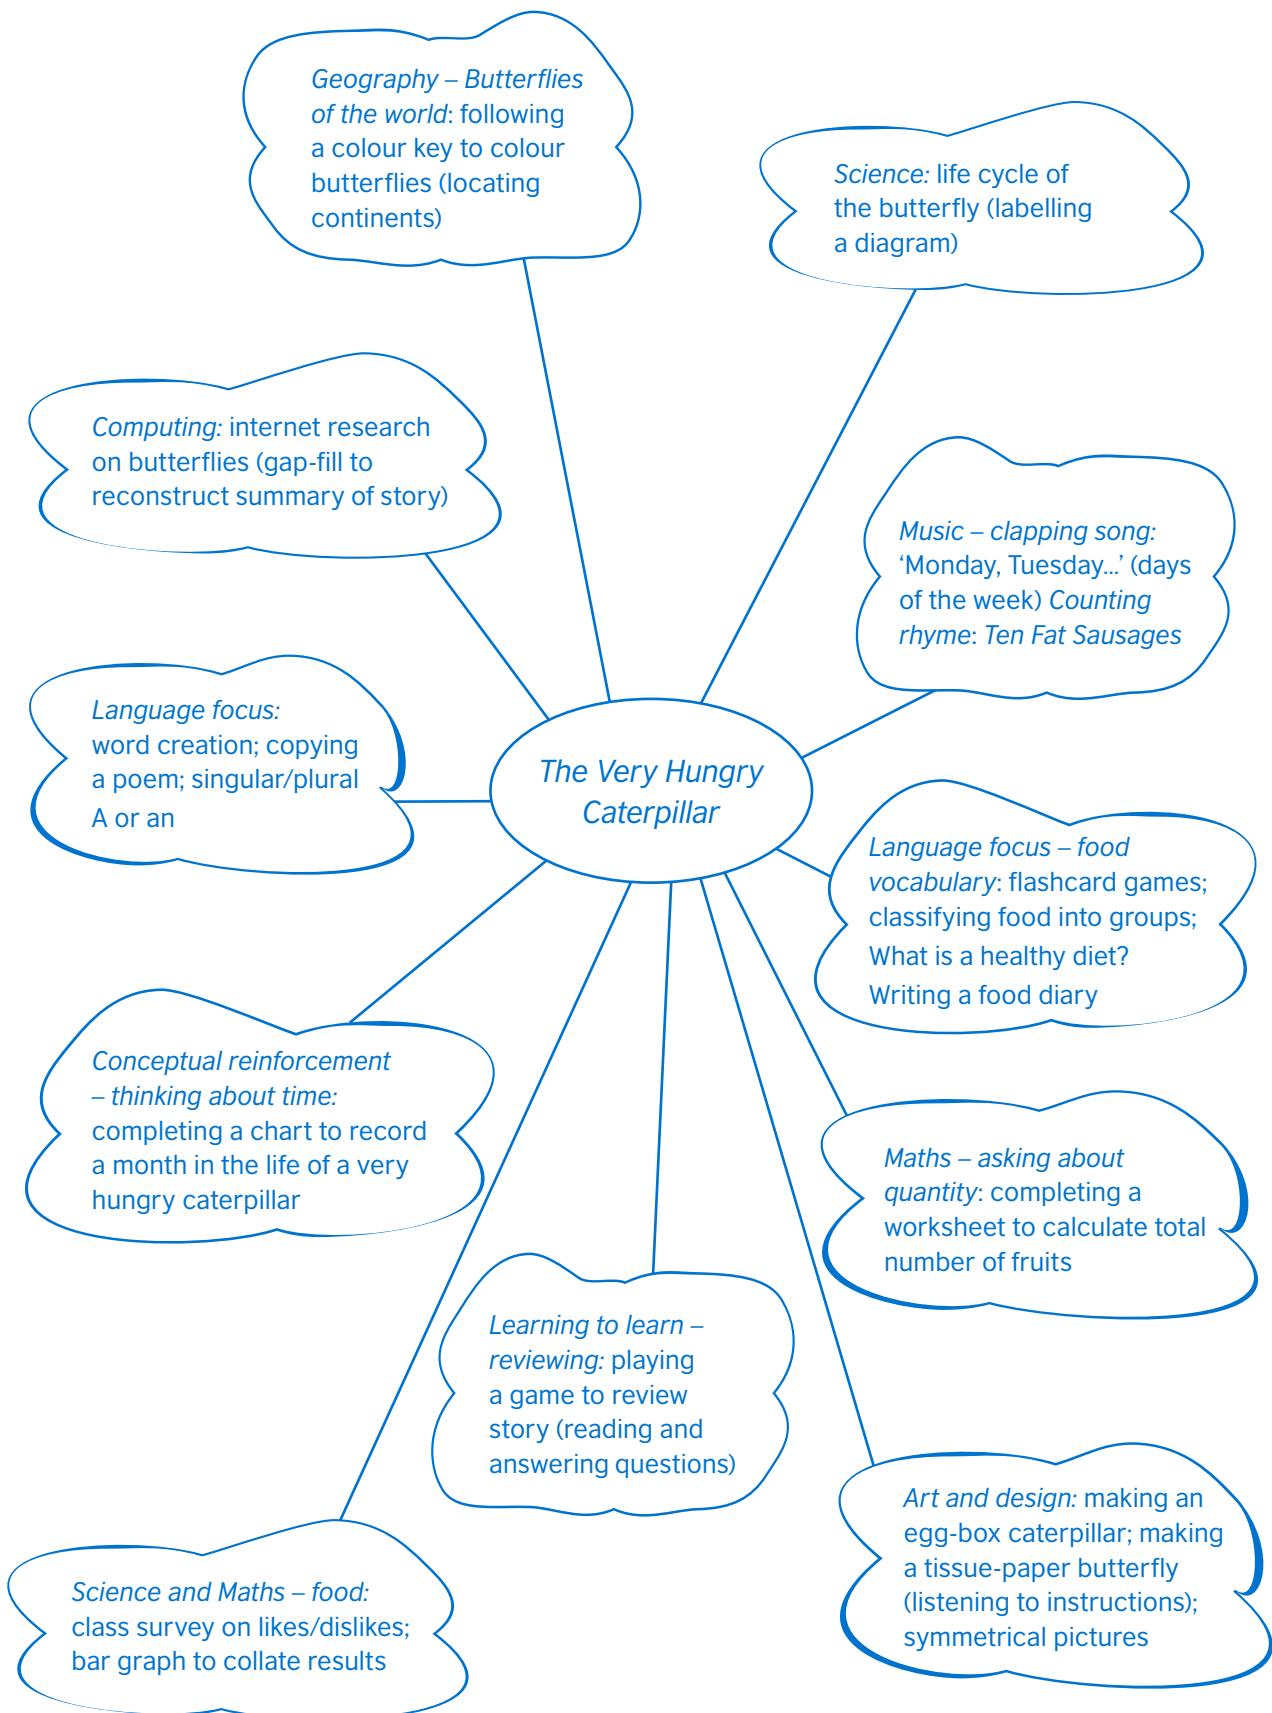 Geography – Butterflies
of the world: following
a colour key to colour
butterflies (locating
continents)
Science: life cycle of
the butterfly (labelling
a diagram)
Computing: internet research
on butterflies (gap-fill to
reconstruct summary of story)
Music – clapping song:
‘Monday, Tuesday...’ (days
of the week) Counting
rhyme: Ten Fat Sausages
Language focus:
word creation; copying
a poem; singular/plural
A or an
The Very Hungry
Caterpillar
Language focus – food
vocabulary: flashcard games;
classifying food into groups;
What is a healthy diet?
Writing a food diary
Conceptual reinforcement
– thinking about time:
completing a chart to record
a month in the life of a very
hungry caterpillar
Maths – asking about
quantity: completing a
worksheet to calculate total
number of fruits
Learning to learn –
reviewing: playing
a game to review
story (reading and
answering questions)
Art and design: making an
egg-box caterpillar; making
a tissue-paper butterfly
(listening to instructions);
symmetrical pictures
Science and Maths – food:
class survey on likes/dislikes;
bar graph to collate results